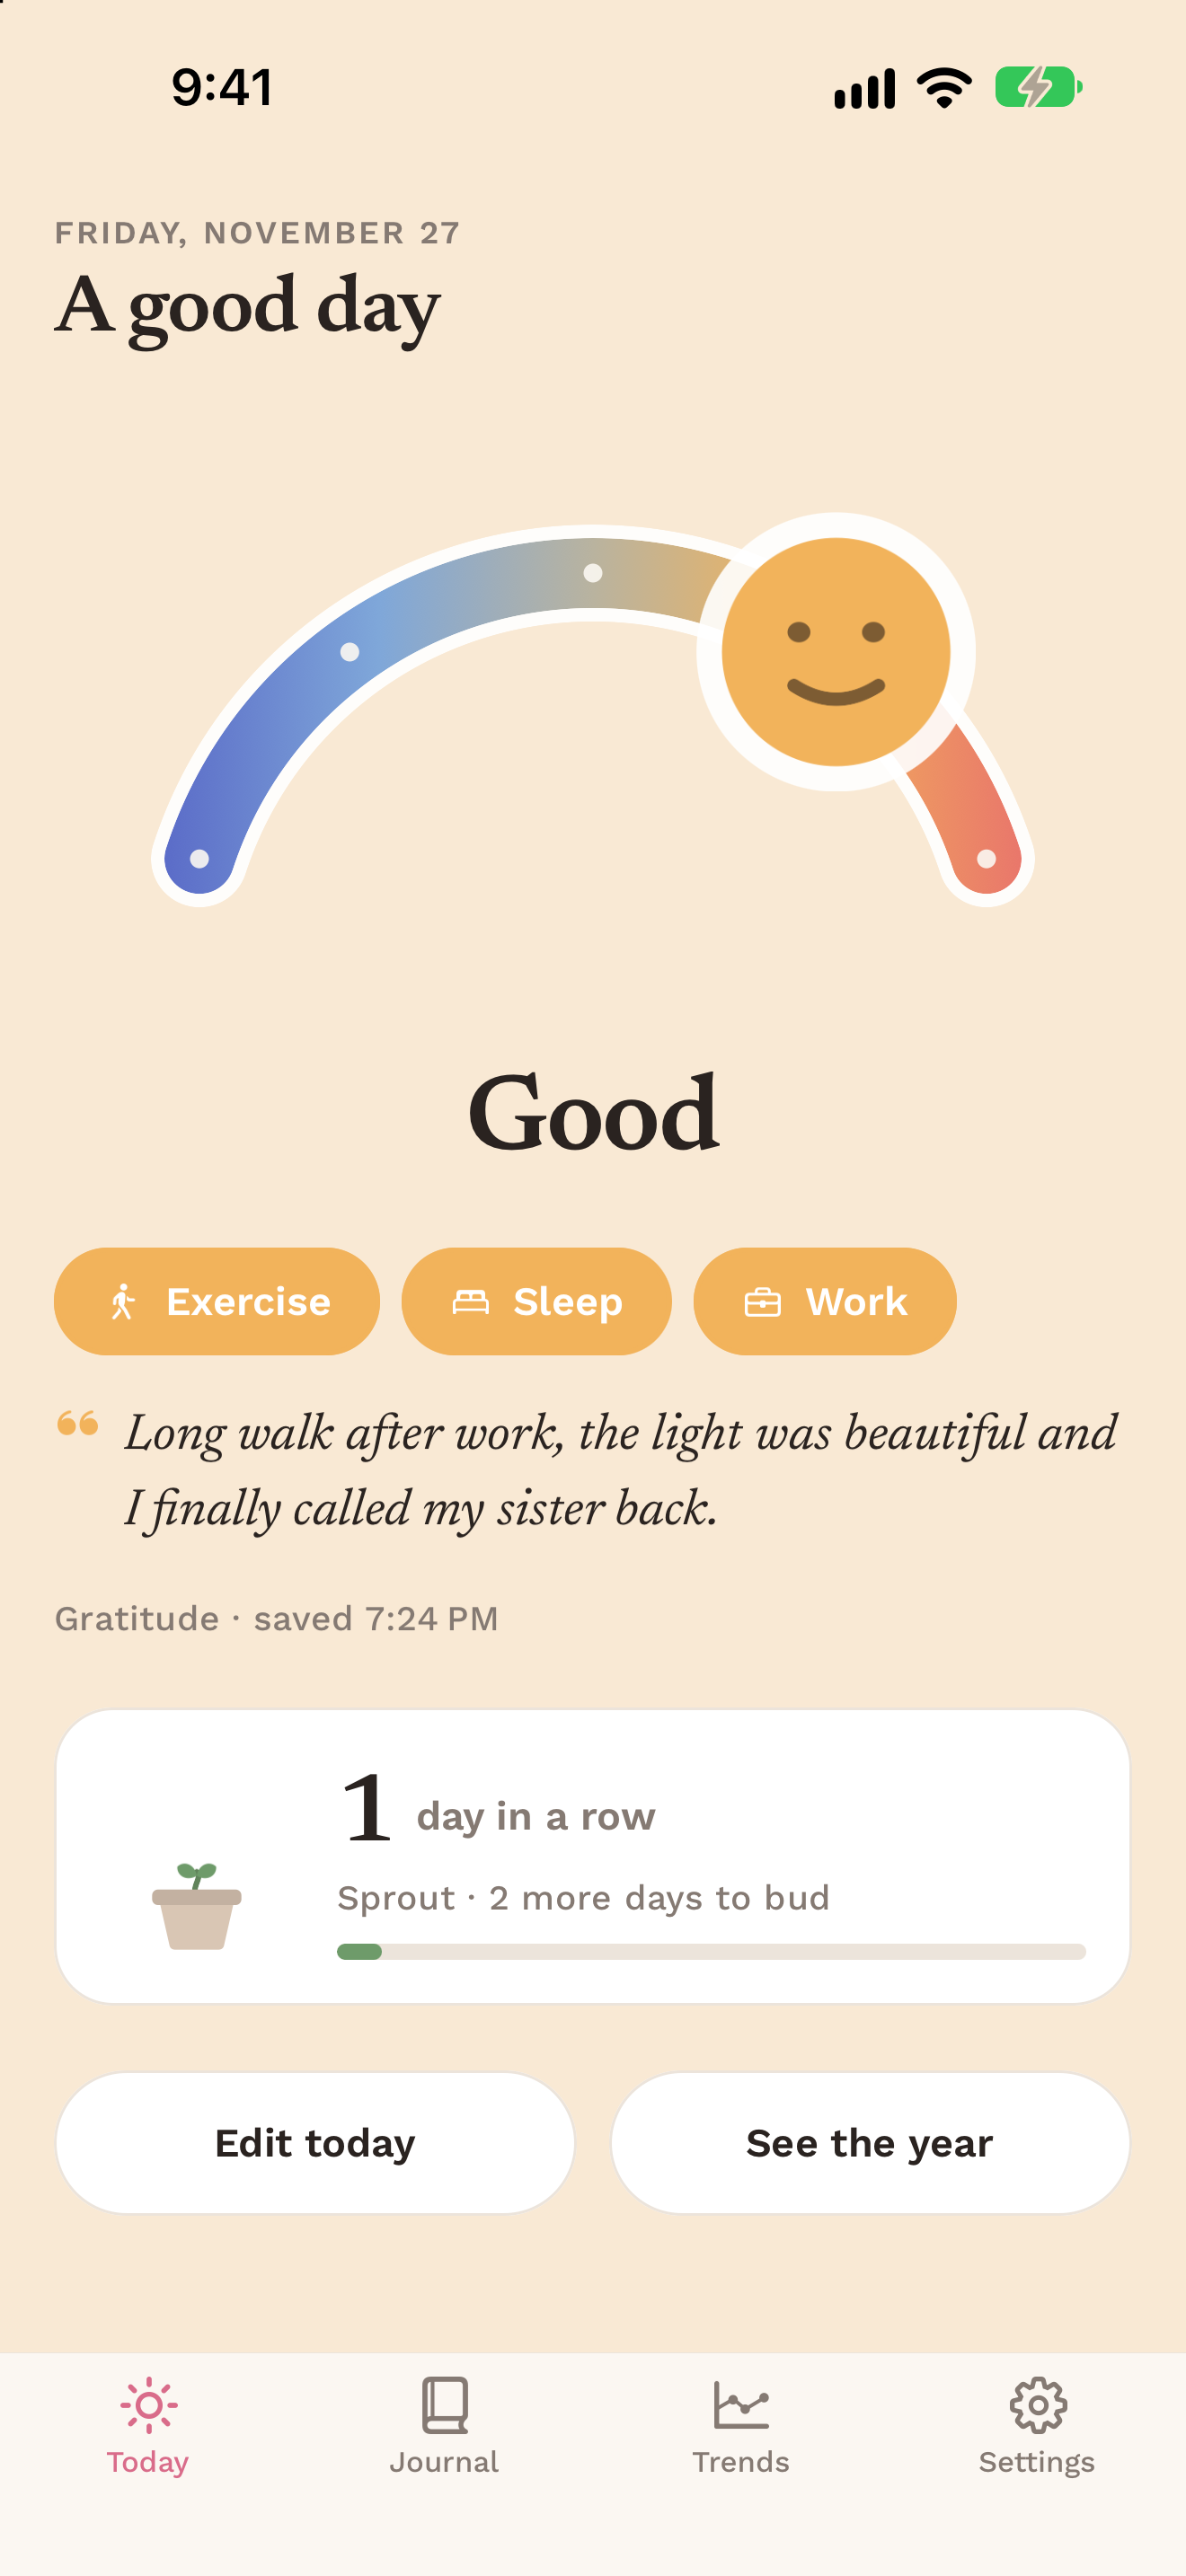 9:41
FRIDAY, NOVEMBER 27
A good day
Good
Exercise
Sleep
Work
“ Long walk after work, the light was beautiful and
I finally called my sister back.
Gratitude · saved 7:24 PM
1 day in a row
Sprout · 2 more days to bud
Edit today
See the year
Today
Journal
Trends
Settings